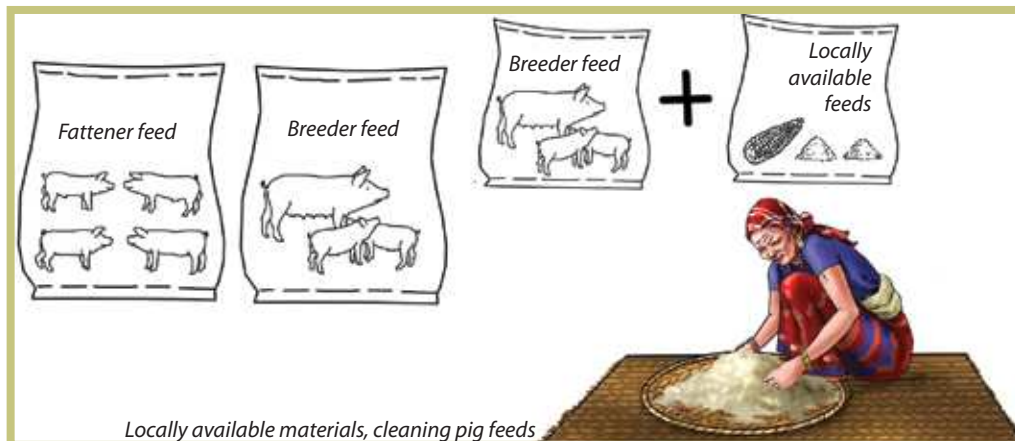 Fattener feed
Breeder feed
Breeder feed
+
Locally
available
feeds
Locally available materials, cleaning pig feeds